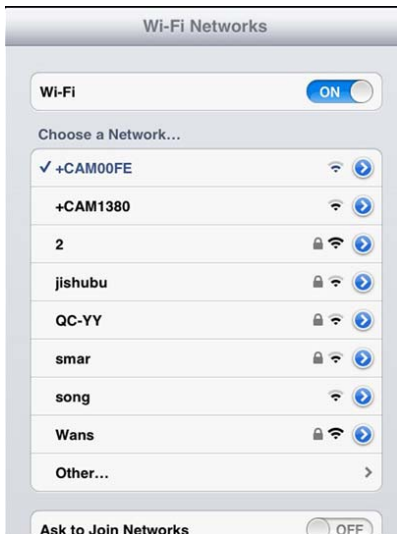 Wi-Fi Networks
Wi-Fi ON
Choose a Network...
+CAM00FE
+CAM1380
2
jishubu
QC-YY
smar
song
Wans
Other...
Ask to Join Networks OFF